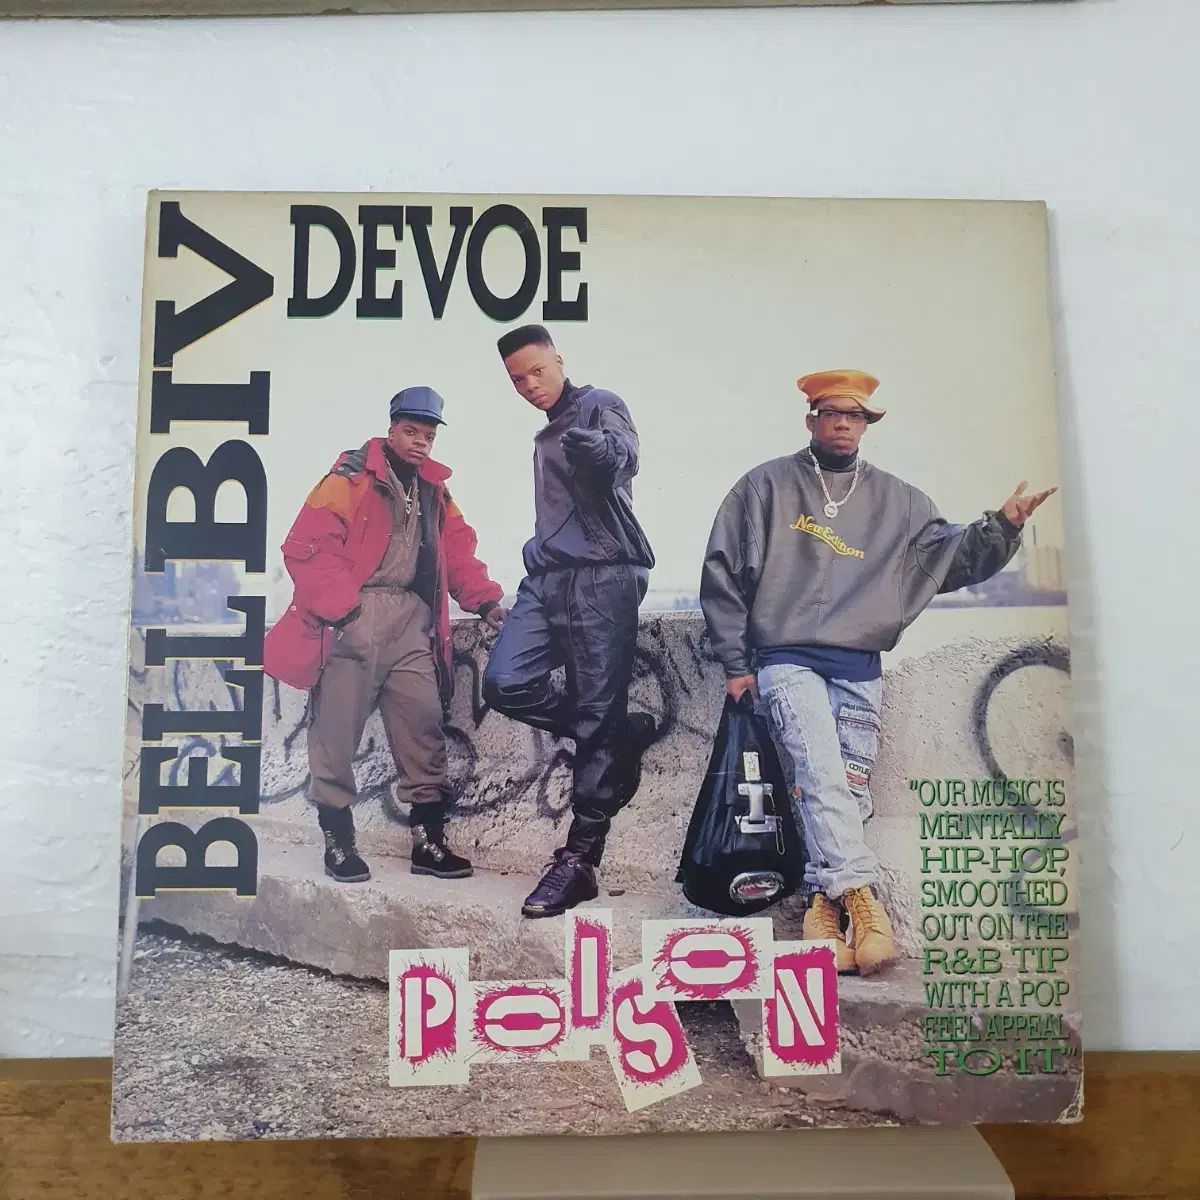 BELL BIV
DEVOE
New Edition
"OUR MUSIC IS
MENTALLY
HIP-HOP,
SMOOTHED
OUT ON THE
R&B TIP
WITH A POP
FEEL APPEAL
TO IT."
POISON